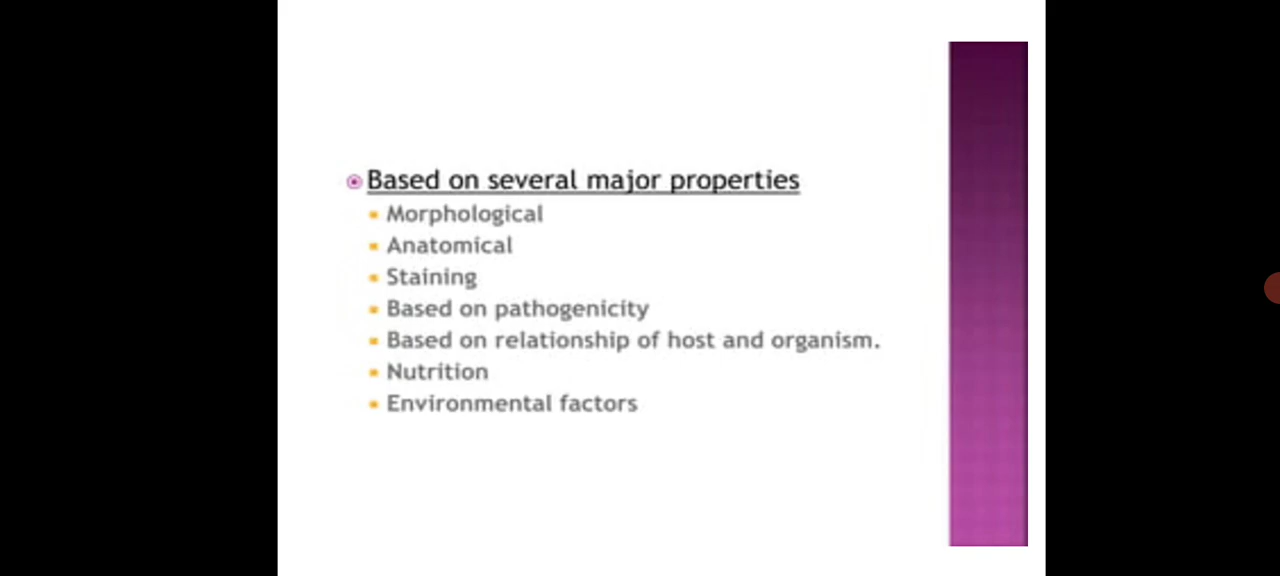 Based on several major properties
Morphological
Anatomical
Staining
Based on pathogenicity
Based on relationship of host and organism.
Nutrition
Environmental factors